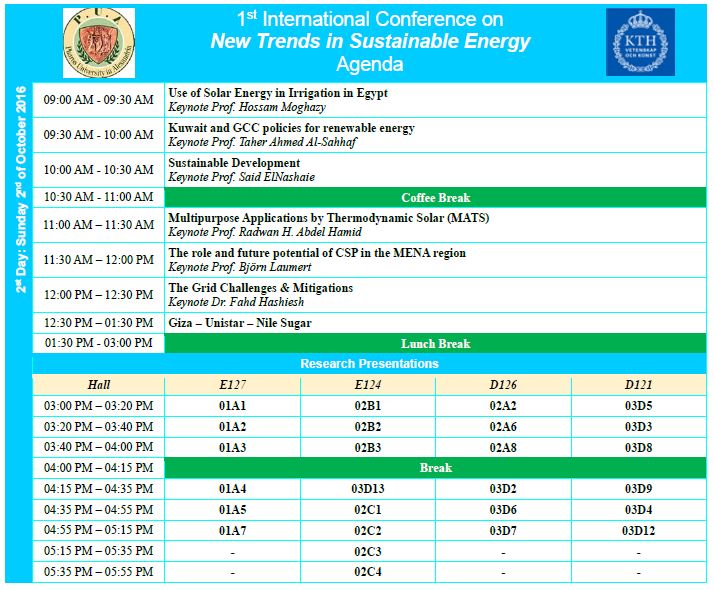 P.U.A
Pharos University in Alexandria
1st International Conference on
New Trends in Sustainable Energy
Agenda
KTH
VETENSKAP
OCH KONST
2st Day: Sunday 2nd of October 2016
09:00 AM - 09:30 AM Use of Solar Energy in Irrigation in Egypt
Keynote Prof. Hossam Moghazy
09:30 AM - 10:00 AM Kuwait and GCC policies for renewable energy
Keynote Prof. Taher Ahmed Al-Sahhaf
10:00 AM - 10:30 AM Sustainable Development
Keynote Prof. Said ElNashaie
10:30 AM - 11:00 AM Coffee Break
11:00 AM – 11:30 AM Multipurpose Applications by Thermodynamic Solar (MATS)
Keynote Prof. Radwan H. Abdel Hamid
11:30 AM – 12:00 PM The role and future potential of CSP in the MENA region
Keynote Prof. Björn Laumert
12:00 PM – 12:30 PM The Grid Challenges & Mitigations
Keynote Dr. Fahd Hashiesh
12:30 PM – 01:30 PM Giza – Unistar – Nile Sugar
01:30 PM - 03:00 PM Lunch Break
Research Presentations
Hall E127 E124 D126 D121
03:00 PM – 03:20 PM 01A1 02B1 02A2 03D5
03:20 PM – 03:40 PM 01A2 02B2 02A6 03D3
03:40 PM – 04:00 PM 01A3 02B3 02A8 03D8
04:00 PM – 04:15 PM Break
04:15 PM – 04:35 PM 01A4 03D13 03D2 03D9
04:35 PM – 04:55 PM 01A5 02C1 03D6 03D4
04:55 PM – 05:15 PM 01A7 02C2 03D7 03D12
05:15 PM – 05:35 PM - 02C3 - -
05:35 PM – 05:55 PM - 02C4 - -